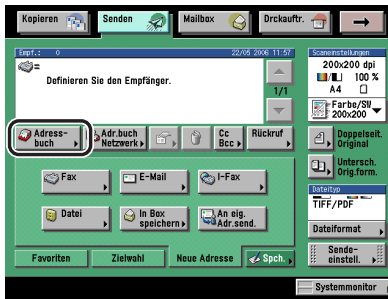 Kopieren Senden Mailbox Drckauftr.
Empf.: 0 22/05 2006 11:57
Definieren Sie den Empfänger.
1/1
Scaneinstellungen
200x200 dpi
100 %
A4
Farbe/SW
200x200
Adress-
buch
Adr.buch
Netzwerk
Cc
Bcc
Rückruf
Doppelseit.
Original
Fax E-Mail I-Fax
Untersch.
Orig.form.
Datei
In Box
speichern
An eig.
Adr.send.
Dateityp
TIFF/PDF
Dateiformat
Favoriten Zielwahl Neue Adresse Spch.
Sende-
einstell.
Systemmonitor